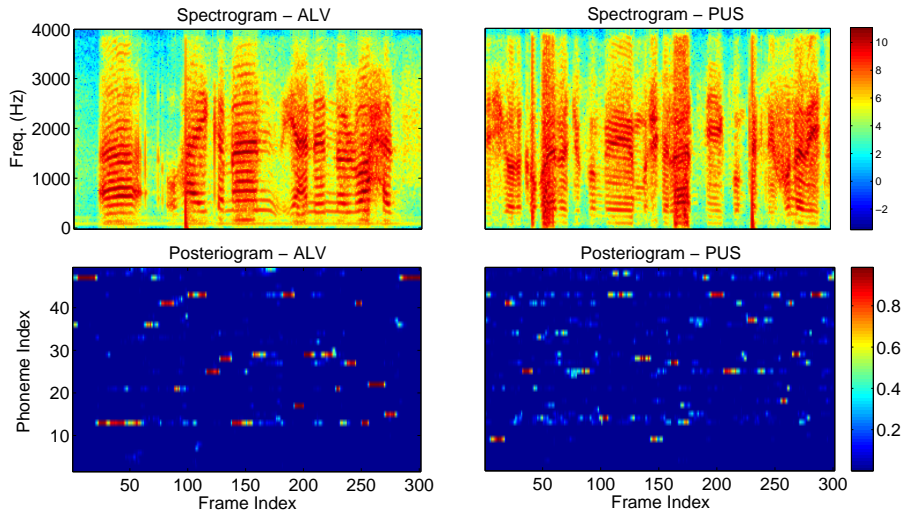 Spectrogram – ALV
Spectrogram – PUS
Freq. (Hz)
4000
3000
2000
1000
0
10
8
6
4
2
0
−2
Posteriogram – ALV
Posteriogram – PUS
Phoneme Index
40
30
20
10
50 100 150 200 250 300
50 100 150 200 250 300
Frame Index
Frame Index
0.8
0.6
0.4
0.2